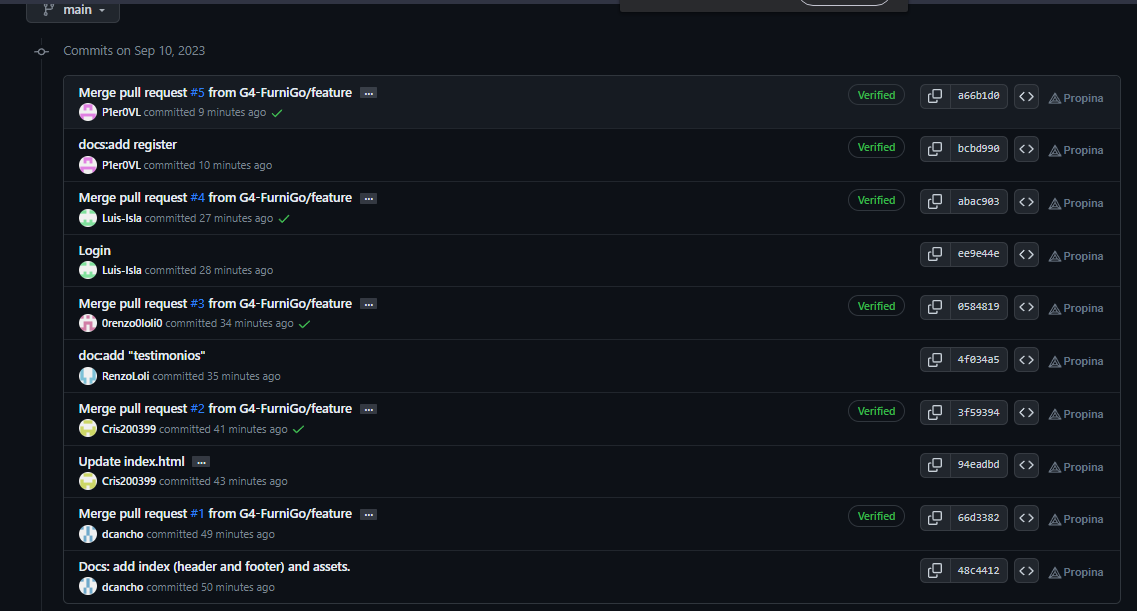 main
Commits on Sep 10, 2023
Merge pull request #5 from G4-FurniGo/feature ...
P1er0VL committed 9 minutes ago
Verified
a66b1d0
Propina
docs:add register
P1er0VL committed 10 minutes ago
Verified
bcbd990
Propina
Merge pull request #4 from G4-FurniGo/feature ...
Luis-Isla committed 27 minutes ago
Verified
abac903
Propina
Login
Luis-Isla committed 28 minutes ago
ee9e44e
Propina
Merge pull request #3 from G4-FurniGo/feature ...
0renzo0loli0 committed 34 minutes ago
Verified
0584819
Propina
doc:add "testimonios"
RenzoLoli committed 35 minutes ago
4f034a5
Propina
Merge pull request #2 from G4-FurniGo/feature ...
Cris200399 committed 41 minutes ago
Verified
3f59394
Propina
Update index.html ...
Cris200399 committed 43 minutes ago
94eadbd
Propina
Merge pull request #1 from G4-FurniGo/feature ...
dcancho committed 49 minutes ago
Verified
66d3382
Propina
Docs: add index (header and footer) and assets.
dcancho committed 50 minutes ago
48c4412
Propina